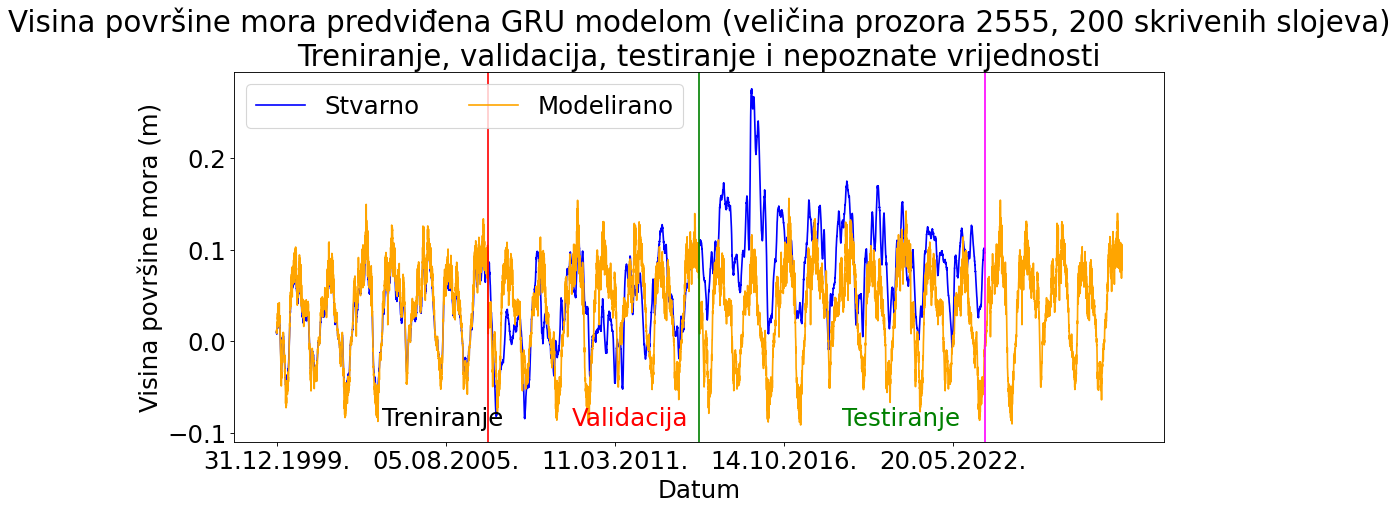 Visina površine mora predviđena GRU modelom (veličina prozora 2555, 200 skrivenih slojeva)
Treniranje, validacija, testiranje i nepoznate vrijednosti
Stvarno Modelirano
Visina površine mora (m)
0.2
0.1
0.0
−0.1
Treniranje Validacija Testiranje
31.12.1999. 05.08.2005. 11.03.2011. 14.10.2016. 20.05.2022.
Datum